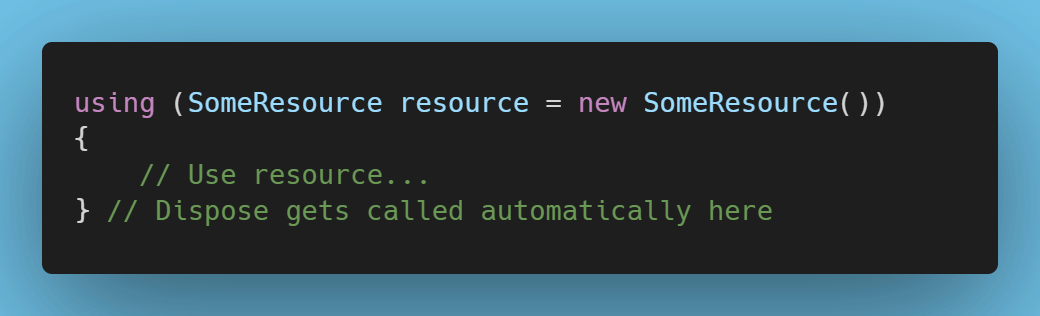 using (SomeResource resource = new SomeResource())
{
    // Use resource...
} // Dispose gets called automatically here